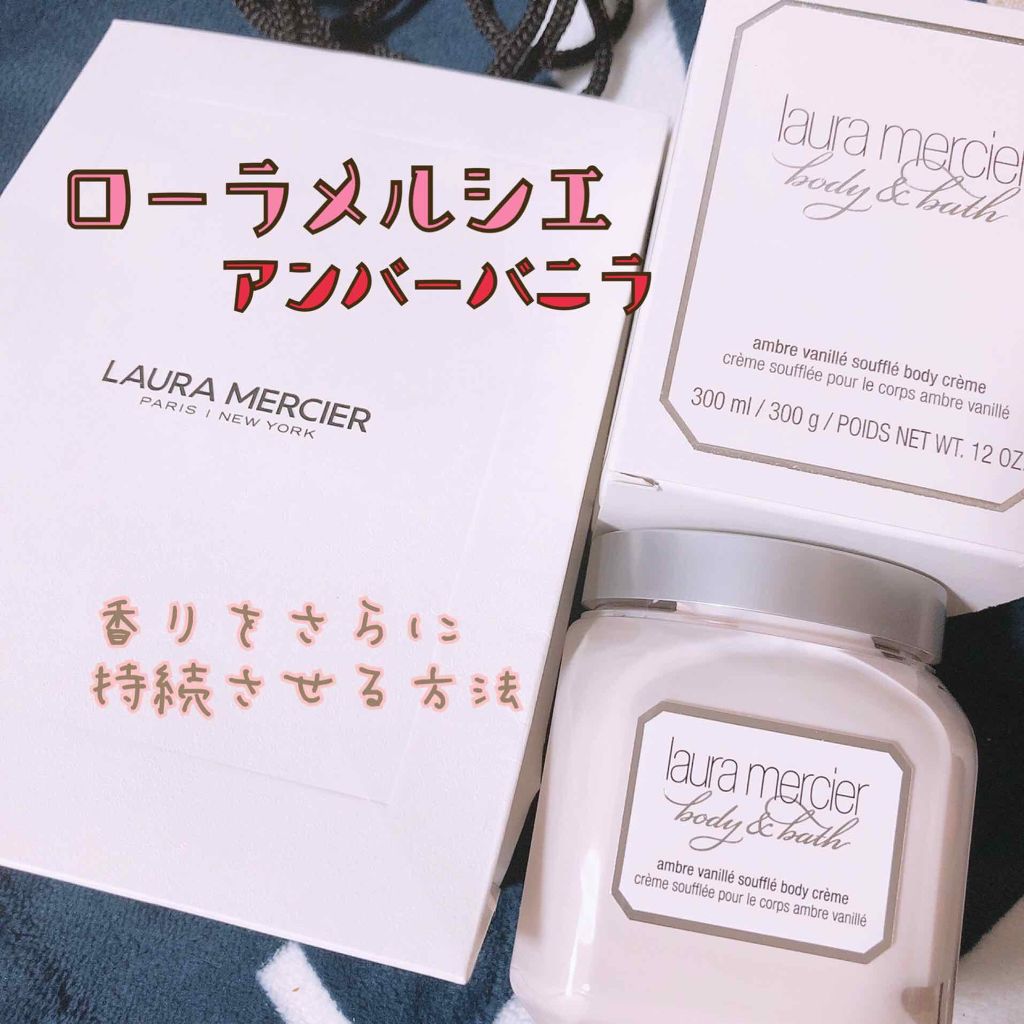 ローラメルシエ
アンバーバニラ
LAURA MERCIER
PARIS | NEW YORK
香りをさらに
持続させる方法
laura mercier
body & bath
ambre vanillé soufflé body crème
crème soufflée pour le corps ambre vanillé
300 ml / 300 g / POIDS NET WT. 12 OZ.
laura mercier
body & bath
ambre vanillé soufflé body crème
crème soufflée pour le corps ambre vanillé